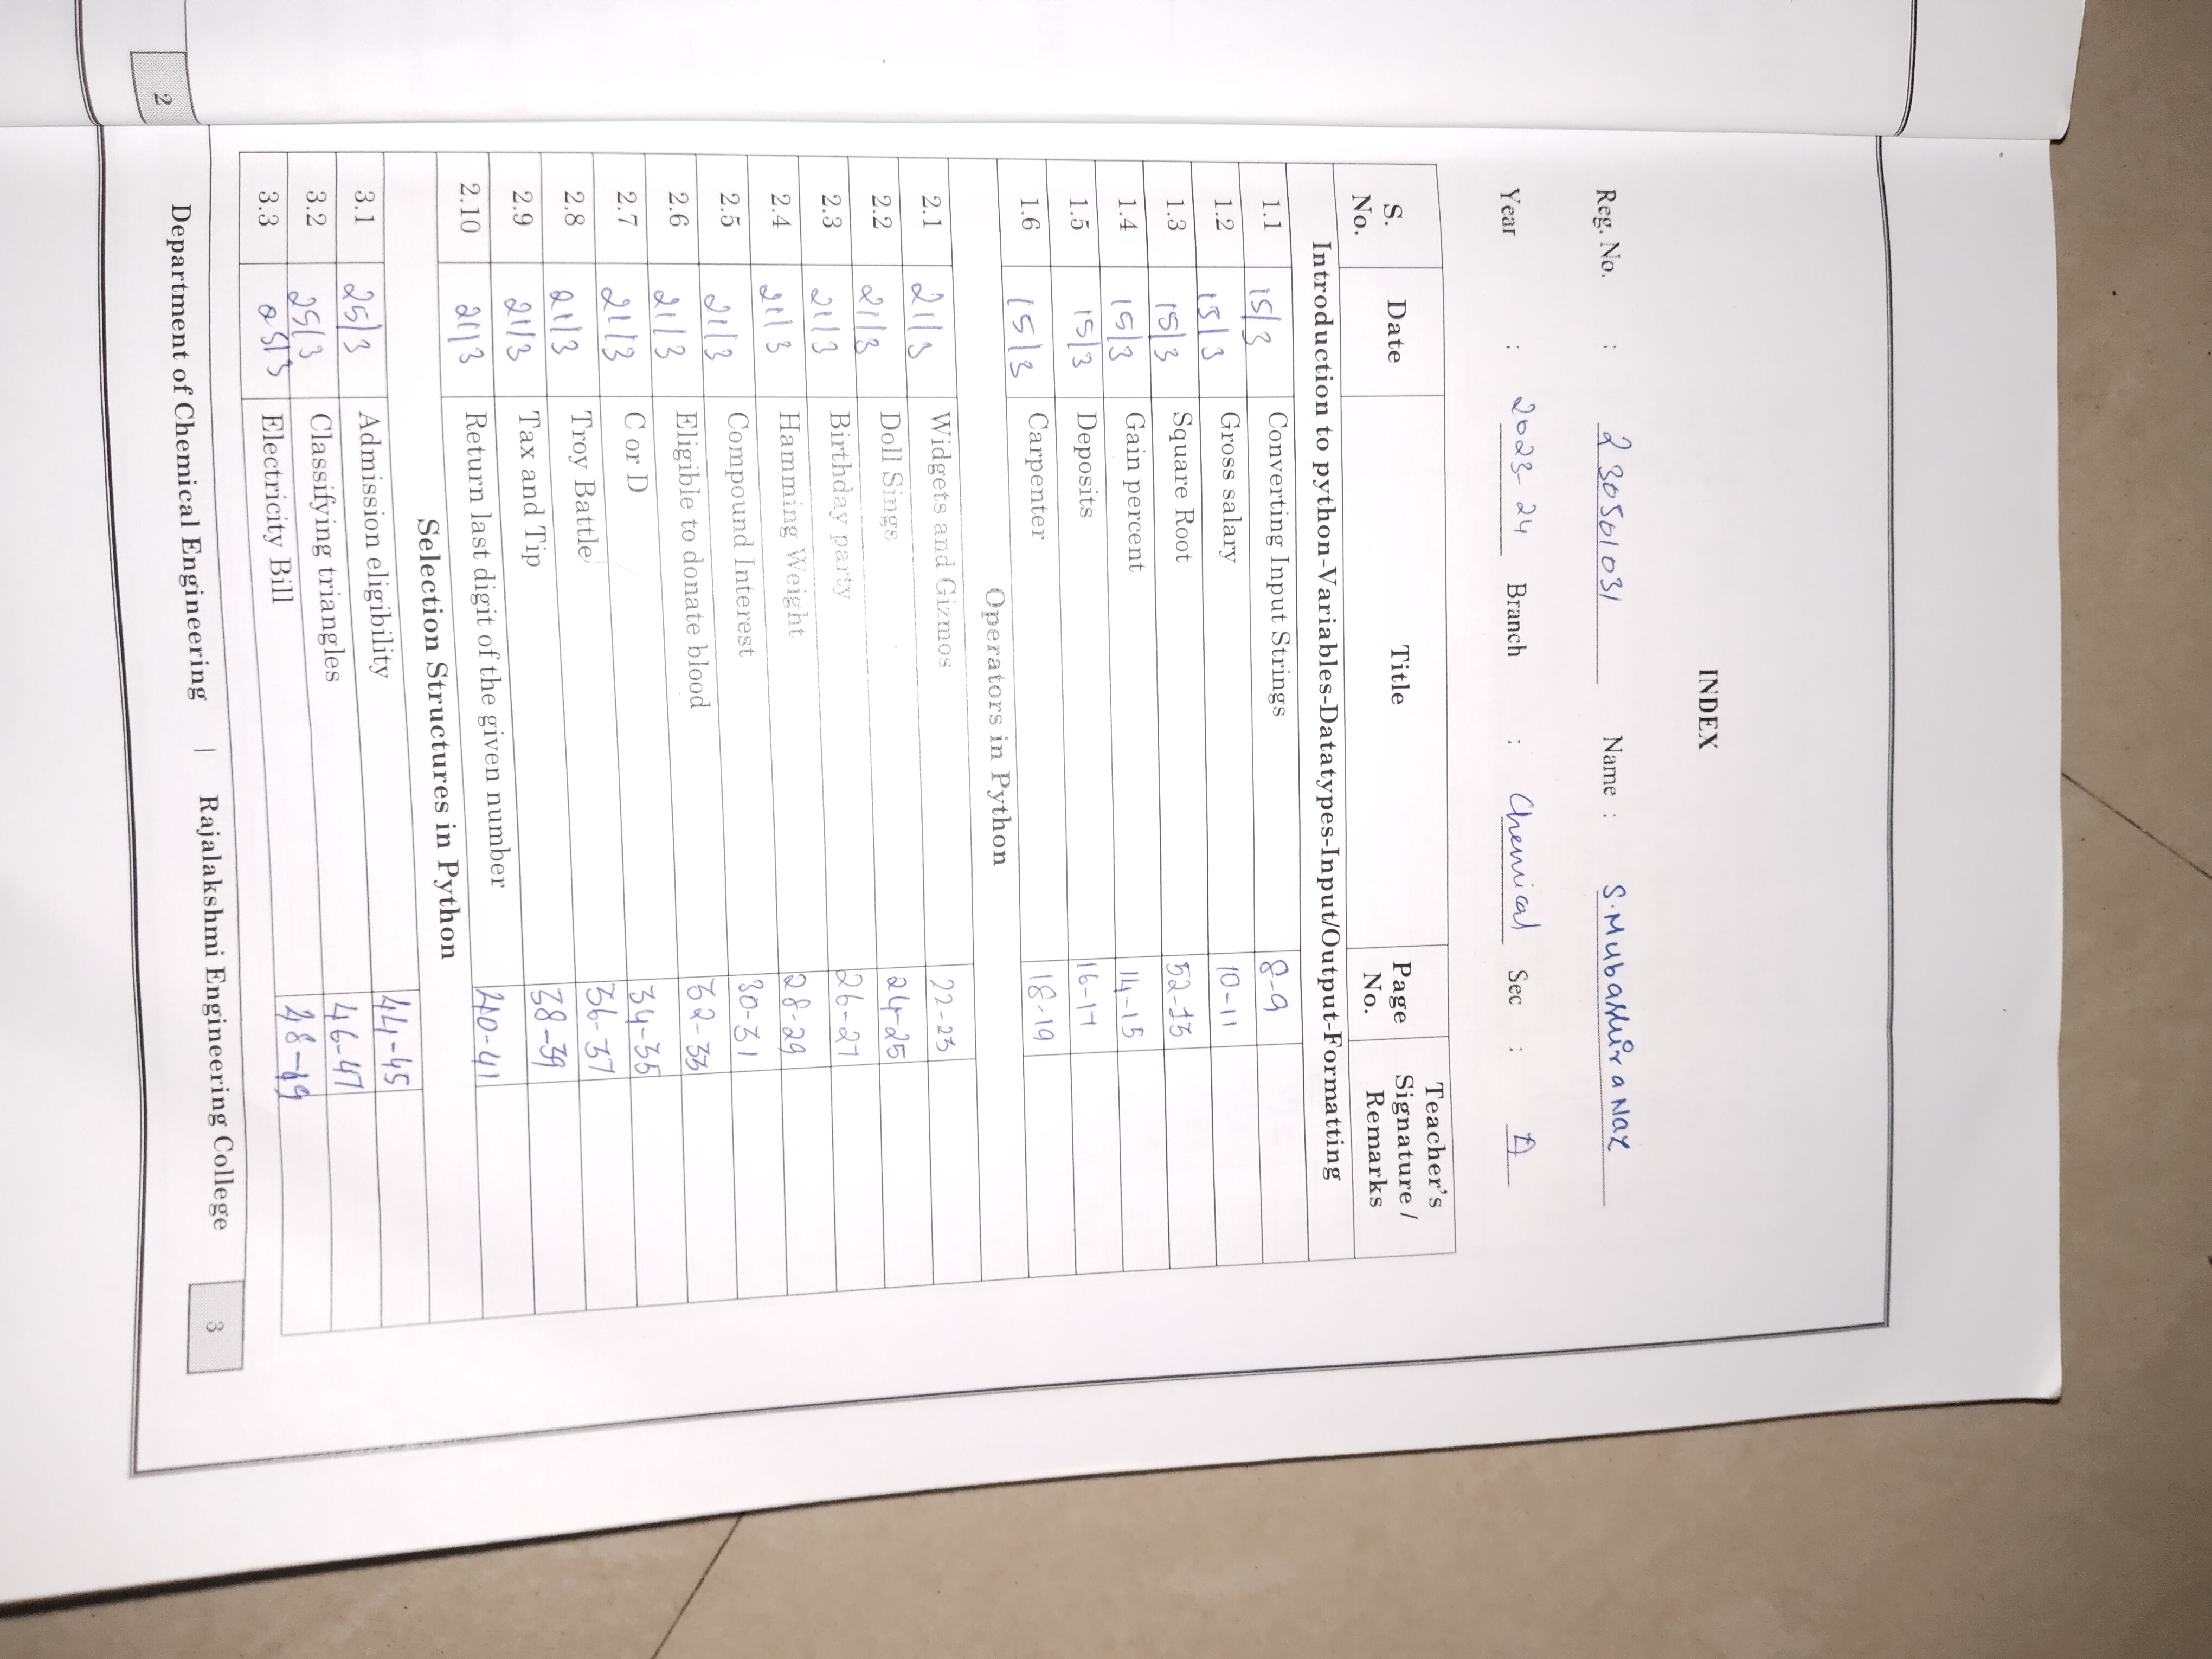 2
INDEX
Reg. No. : 230501031 Name : S.Mubashira Naz
Year : 2023-24 Branch : Chemical Sec : A
S. No. Date Title Page No. Teacher's Signature / Remarks
Introduction to python-Variables-Datatypes-Input/Output-Formatting
1.1 15/3 Converting Input Strings 8-9
1.2 15/3 Gross salary 10-11
1.3 15/3 Square Root
1.4 15/3 Gain percent 14-15
1.5 15/3 Deposits 16-17
1.6 15/3 Carpenter 18-19
Operators in Python
2.1 21/3 Widgets and Gizmos 22-23
2.2 21/3 Doll Sings 24-25
2.3 21/3 Birthday party 26-27
2.4 21/3 Hamming Weight 28-29
2.5 21/3 Compound Interest 30-31
2.6 21/3 Eligible to donate blood 32-33
2.7 21/3 C or D 34-35
2.8 21/3 Troy Battle 36-37
2.9 21/3 Tax and Tip 38-39
2.10 21/3 Return last digit of the given number 40-41
Selection Structures in Python
3.1 25/3 Admission eligibility 44-45
3.2 25/3 Classifying triangles 46-47
3.3 25/3 Electricity Bill 48-49
Department of Chemical Engineering | Rajalakshmi Engineering College 3